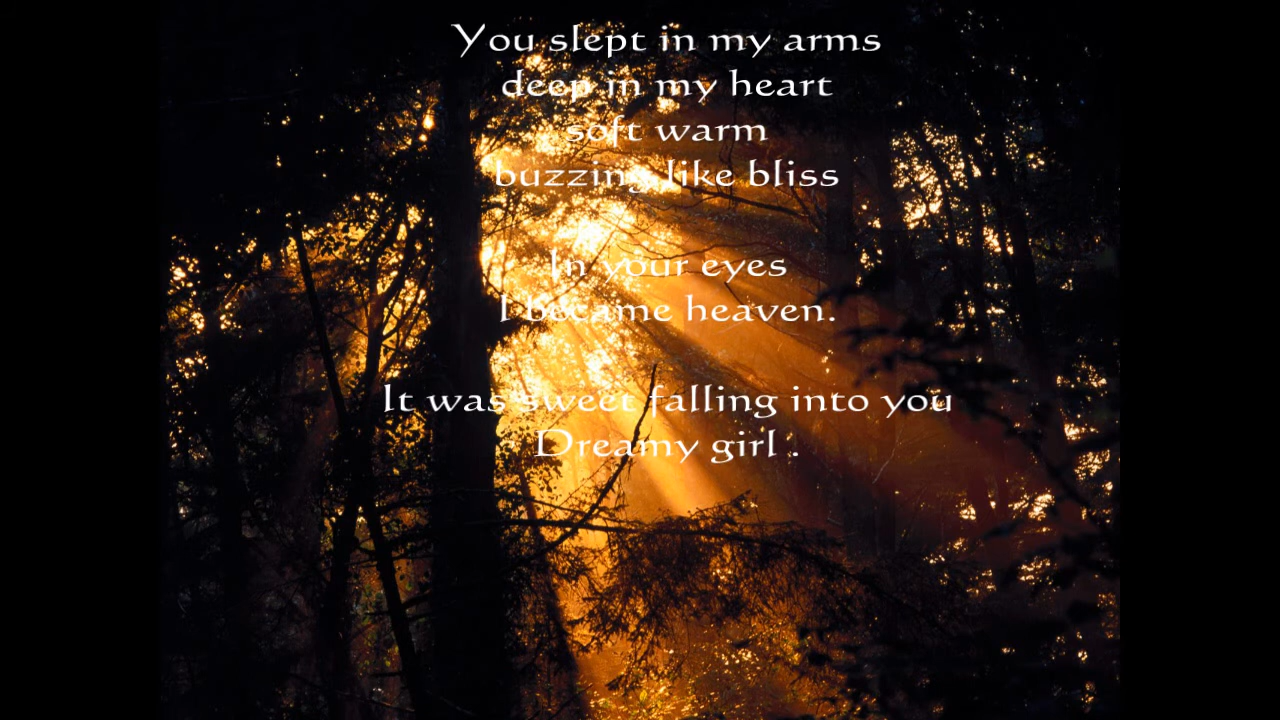 You slept in my arms
deep in my heart
soft warm
buzzing like bliss
In your eyes
I became heaven.
It was sweet falling into you
Dreamy girl .